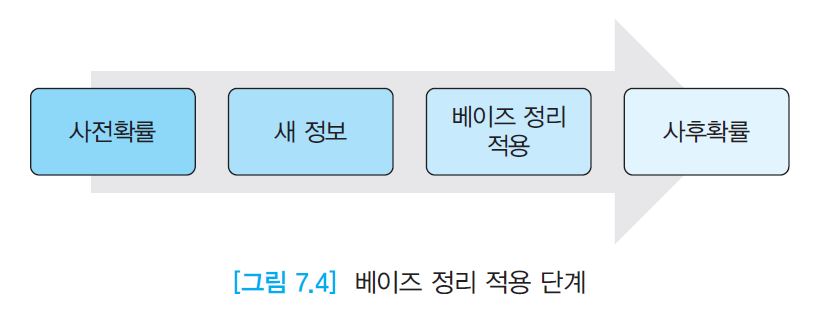 사전확률
새 정보
베이즈 정리
적용
사후확률
[그림 7.4] 베이즈 정리 적용 단계